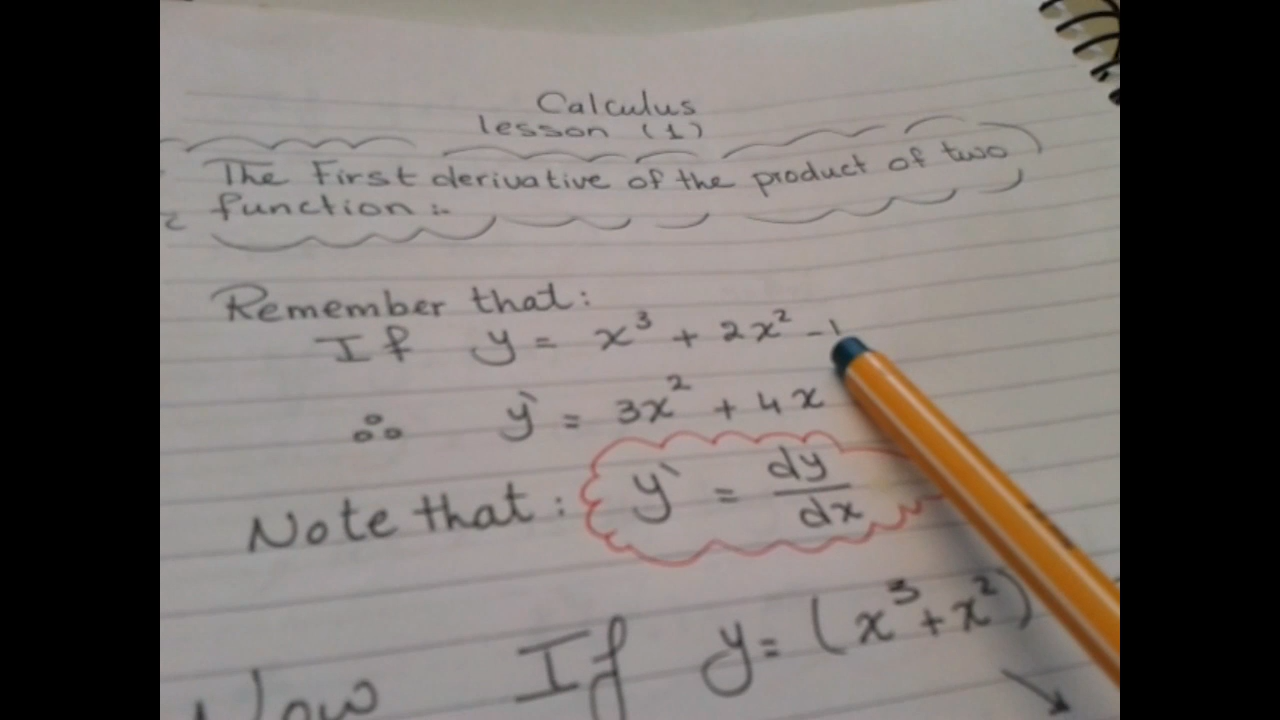 Calculus
lesson (1)
The First derivative of the product of two
function :-
Remember that:
If y = x³ + 2x² - 1
∴ y` = 3x² + 4x
Note that: y` = dy/dx
Now If y = (x³ + x²)